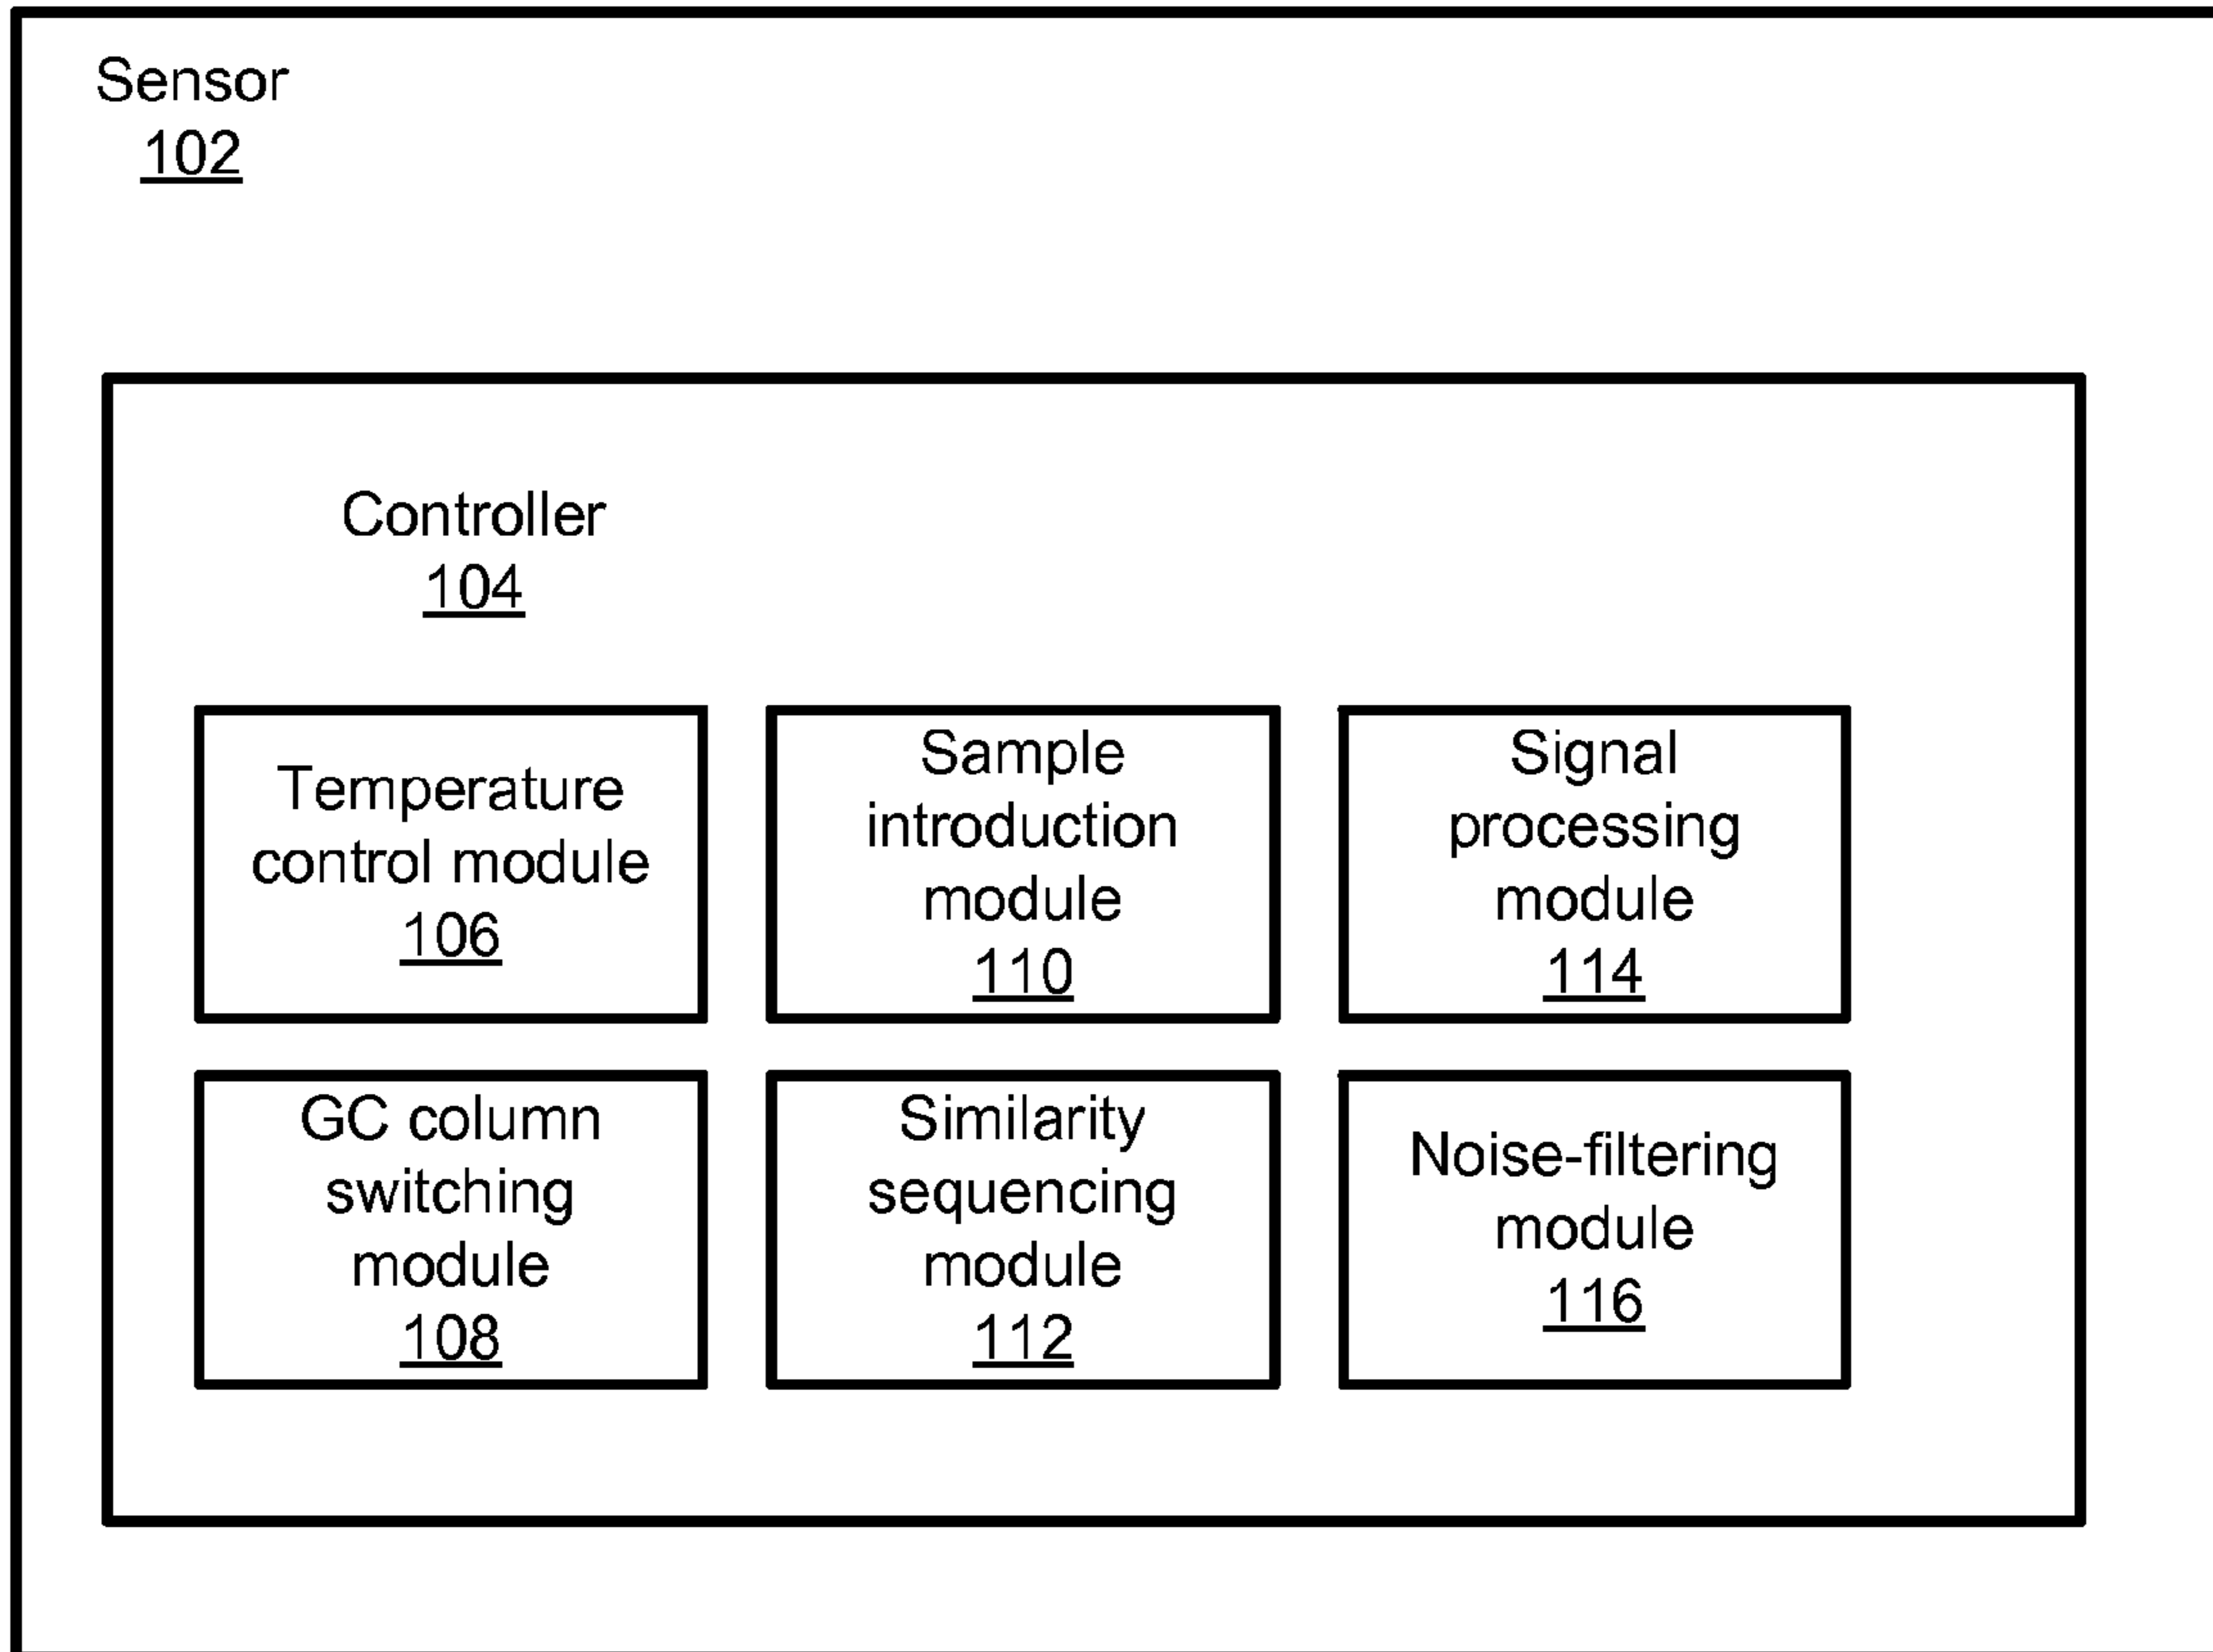 Sensor
102
Controller
104
Temperature
control module
106
Sample
introduction
module
110
Signal
processing
module
114
GC column
switching
module
108
Similarity
sequencing
module
112
Noise-filtering
module
116